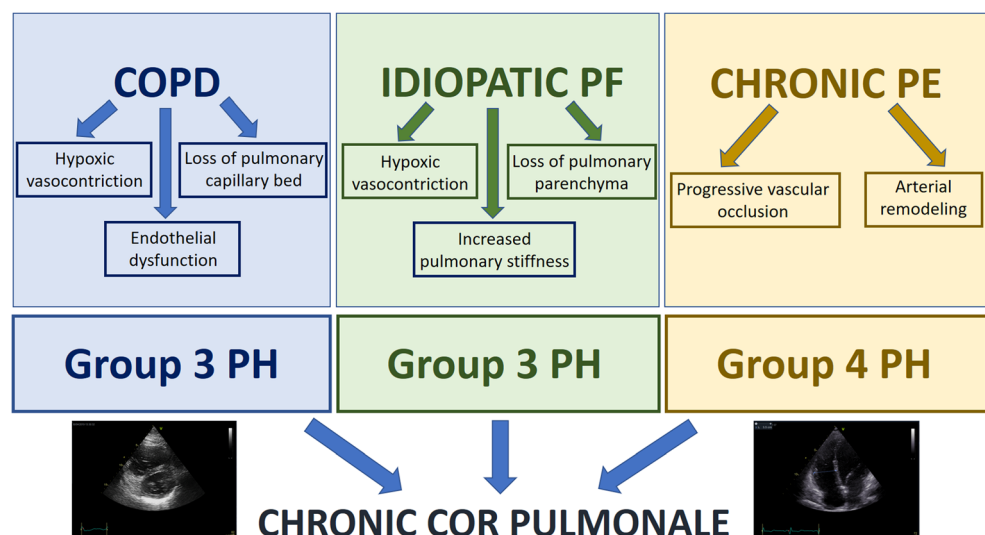 COPD
Hypoxic
vasocontriction
Loss of pulmonary
capillary bed
Endothelial
dysfunction
IDIOPATIC PF
Hypoxic
vasocontriction
Loss of pulmonary
parenchyma
Increased
pulmonary stiffness
CHRONIC PE
Progressive vascular
occlusion
Arterial
remodeling
Group 3 PH
Group 3 PH
Group 4 PH
CHRONIC COR PULMONALE